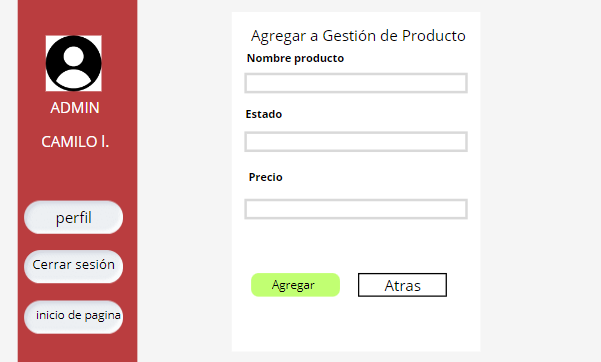 ADMIN
CAMILO l.
perfil
Cerrar sesión
inicio de pagina
Agregar a Gestión de Producto
Nombre producto
Estado
Precio
Agregar
Atras